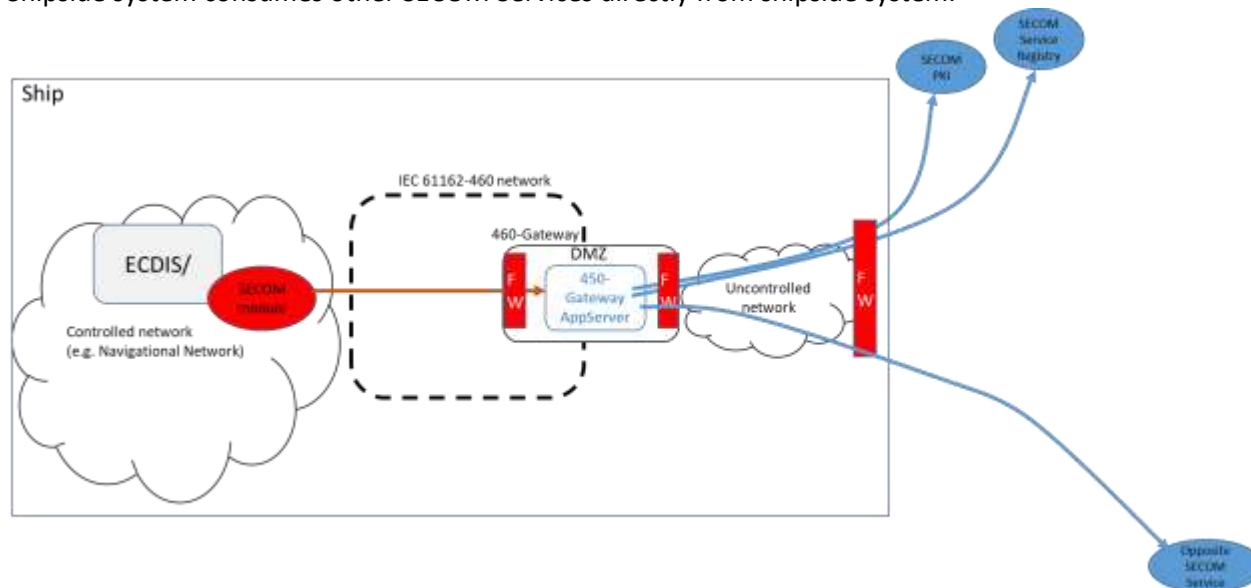 Shipside system consumes other SECOM Services directly from shipside system.
SECOM
Service
Registry
SECOM
PKI
Ship
IEC 61162-460 network
460-Gateway
DMZ
ECDIS/
SECOM
module
F
W
450-
Gateway
AppServer
F
W
Uncontrolled
network
F
W
Controlled network
(e.g. Navigational Network)
Opposite
SECOM
Service